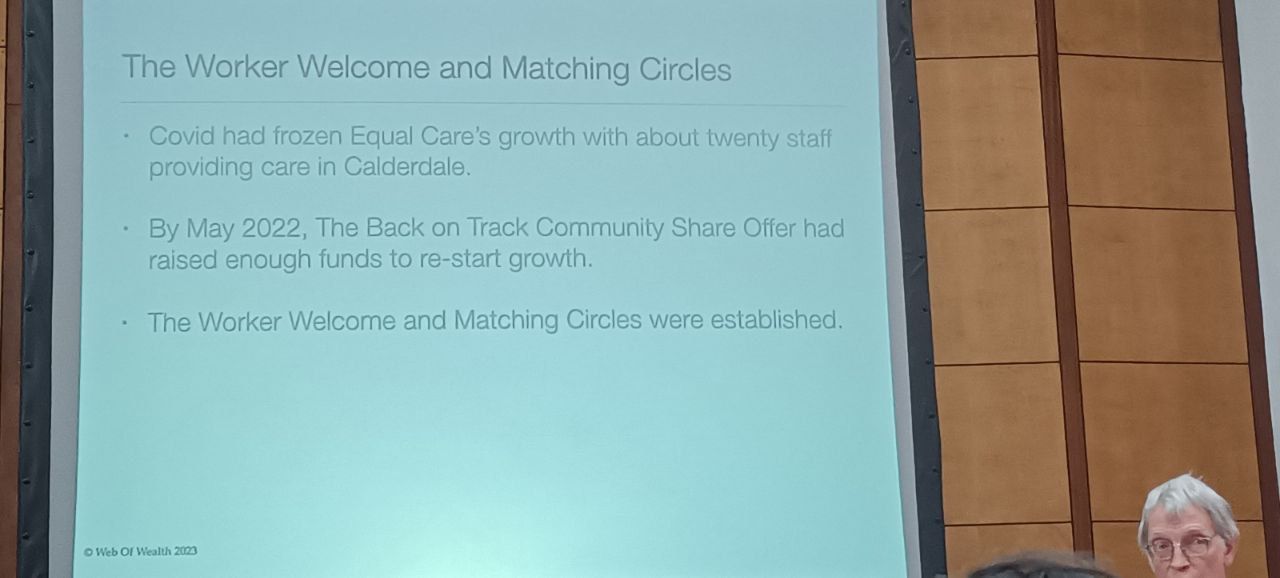 The Worker Welcome and Matching Circles
• Covid had frozen Equal Care's growth with about twenty staff
providing care in Calderdale.
• By May 2022, The Back on Track Community Share Offer had
raised enough funds to re-start growth.
• The Worker Welcome and Matching Circles were established.
© Web Of Wealth 2023